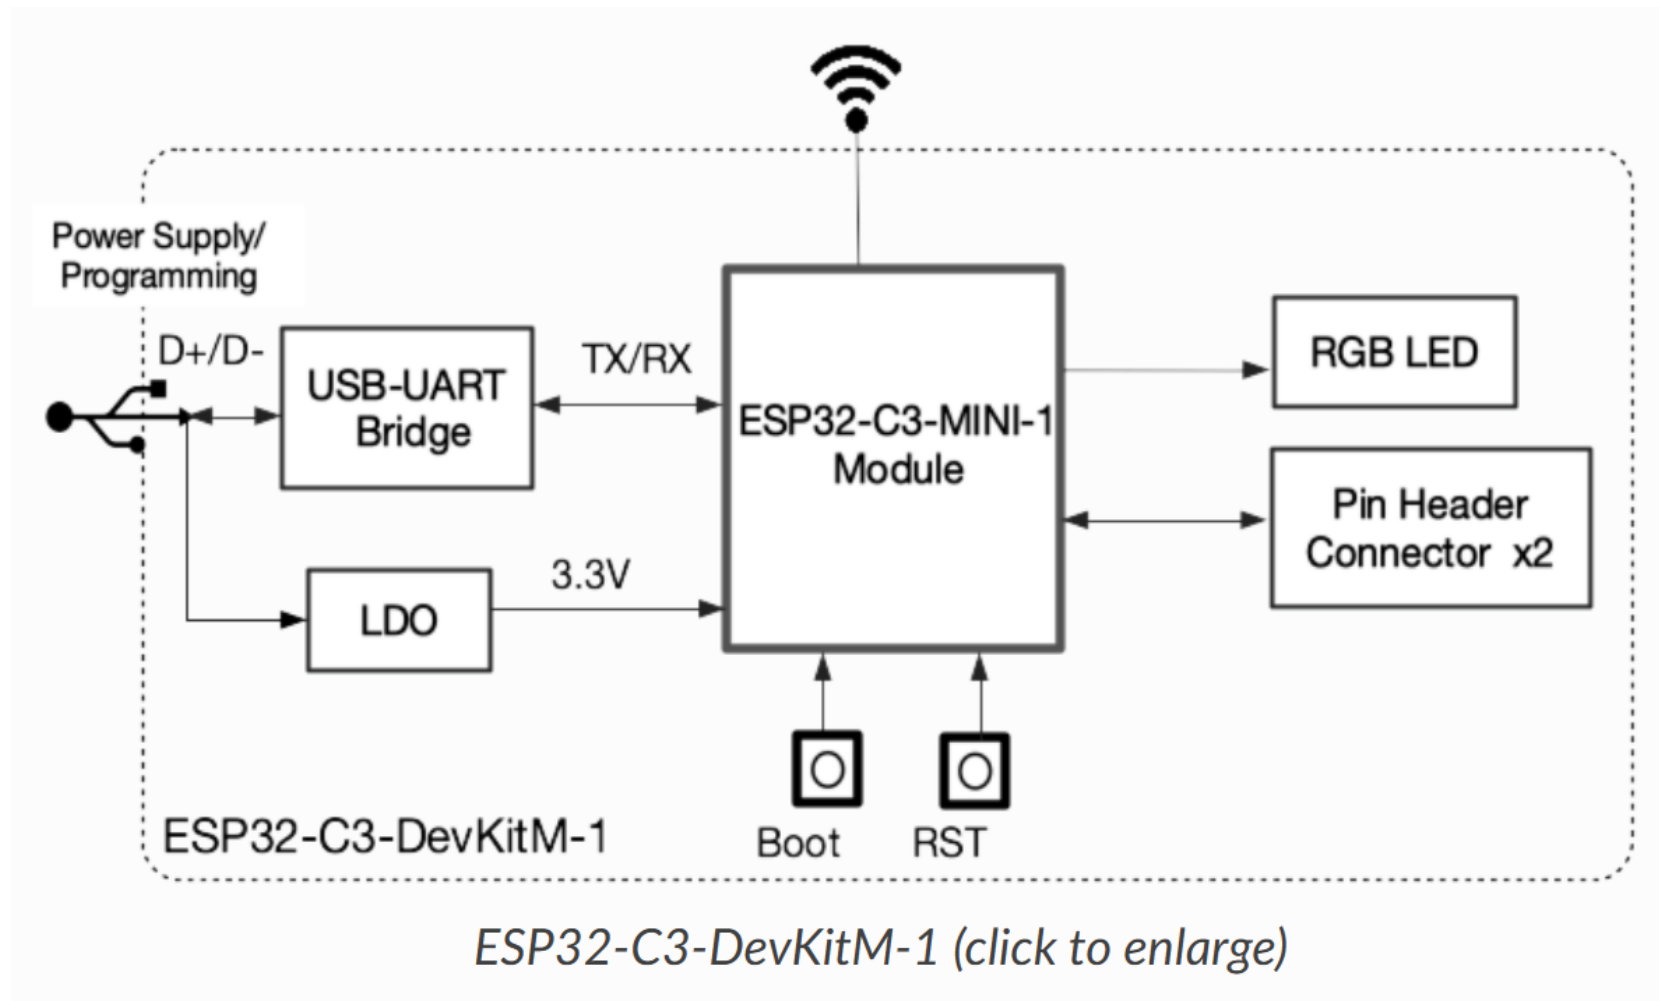 Power Supply/
Programming
D+/D-
USB-UART
Bridge
TX/RX
ESP32-C3-MINI-1
Module
RGB LED
Pin Header
Connector x2
LDO
3.3V
Boot
RST
ESP32-C3-DevKitM-1
ESP32-C3-DevKitM-1 (click to enlarge)